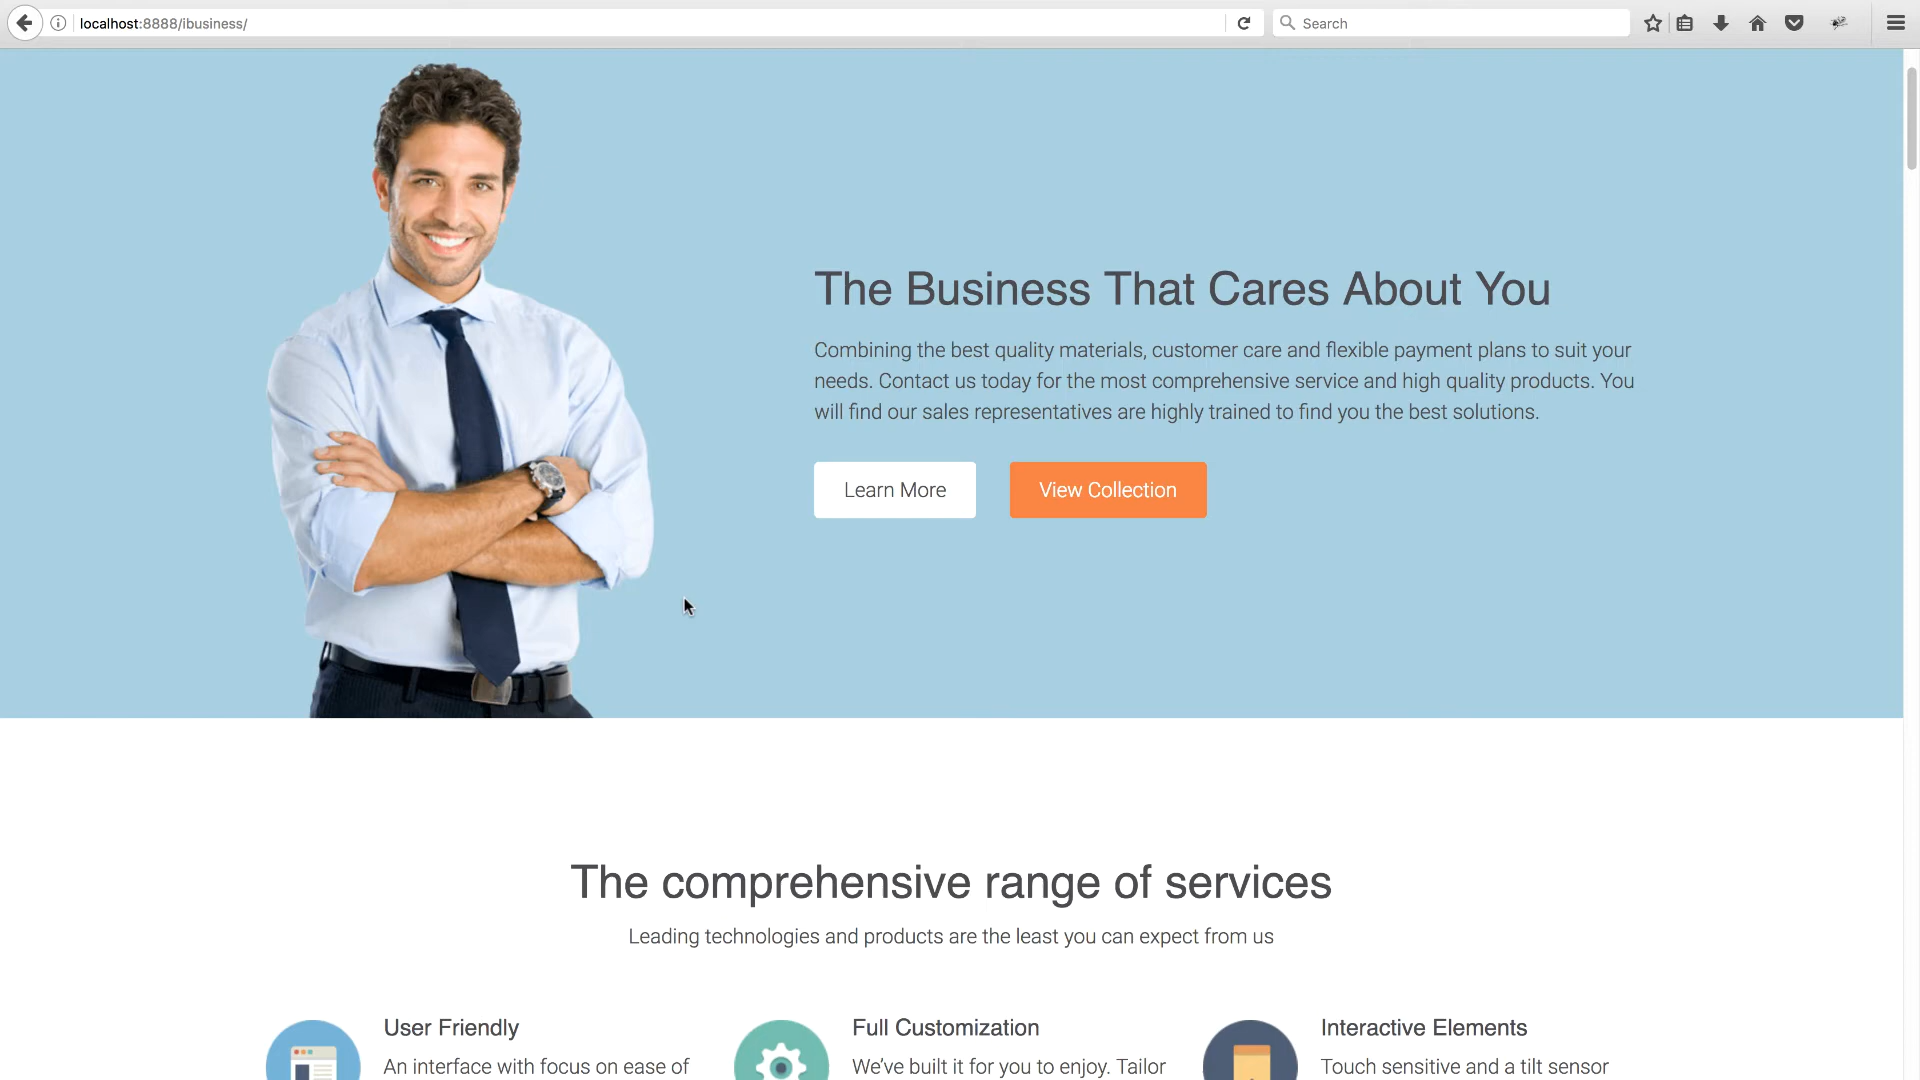 localhost:8888/ibusiness/
Search
The Business That Cares About You
Combining the best quality materials, customer care and flexible payment plans to suit your
needs. Contact us today for the most comprehensive service and high quality products. You
will find our sales representatives are highly trained to find you the best solutions.
Learn More
View Collection
The comprehensive range of services
Leading technologies and products are the least you can expect from us
User Friendly
An interface with focus on ease of
Full Customization
We've built it for you to enjoy. Tailor
Interactive Elements
Touch sensitive and a tilt sensor